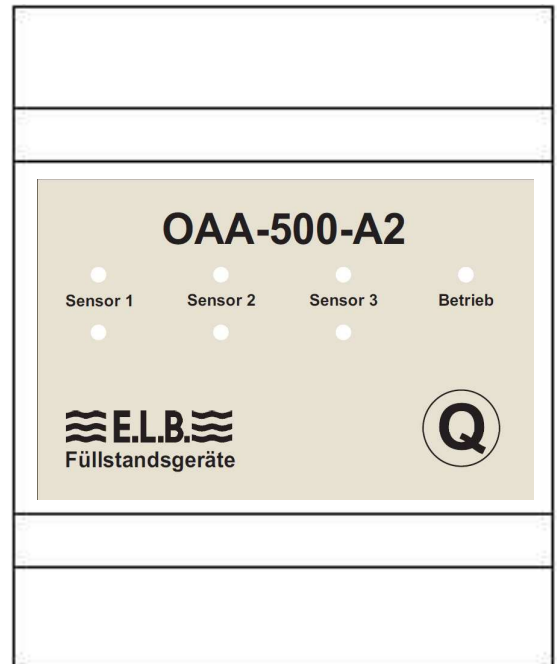 OAA-500-A2
Sensor 1 Sensor 2 Sensor 3 Betrieb
E.L.B.
Füllstandsgeräte
Q